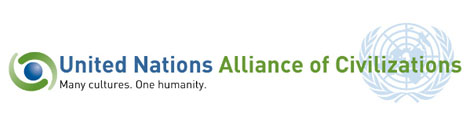 United Nations Alliance of Civilizations
Many cultures. One humanity.